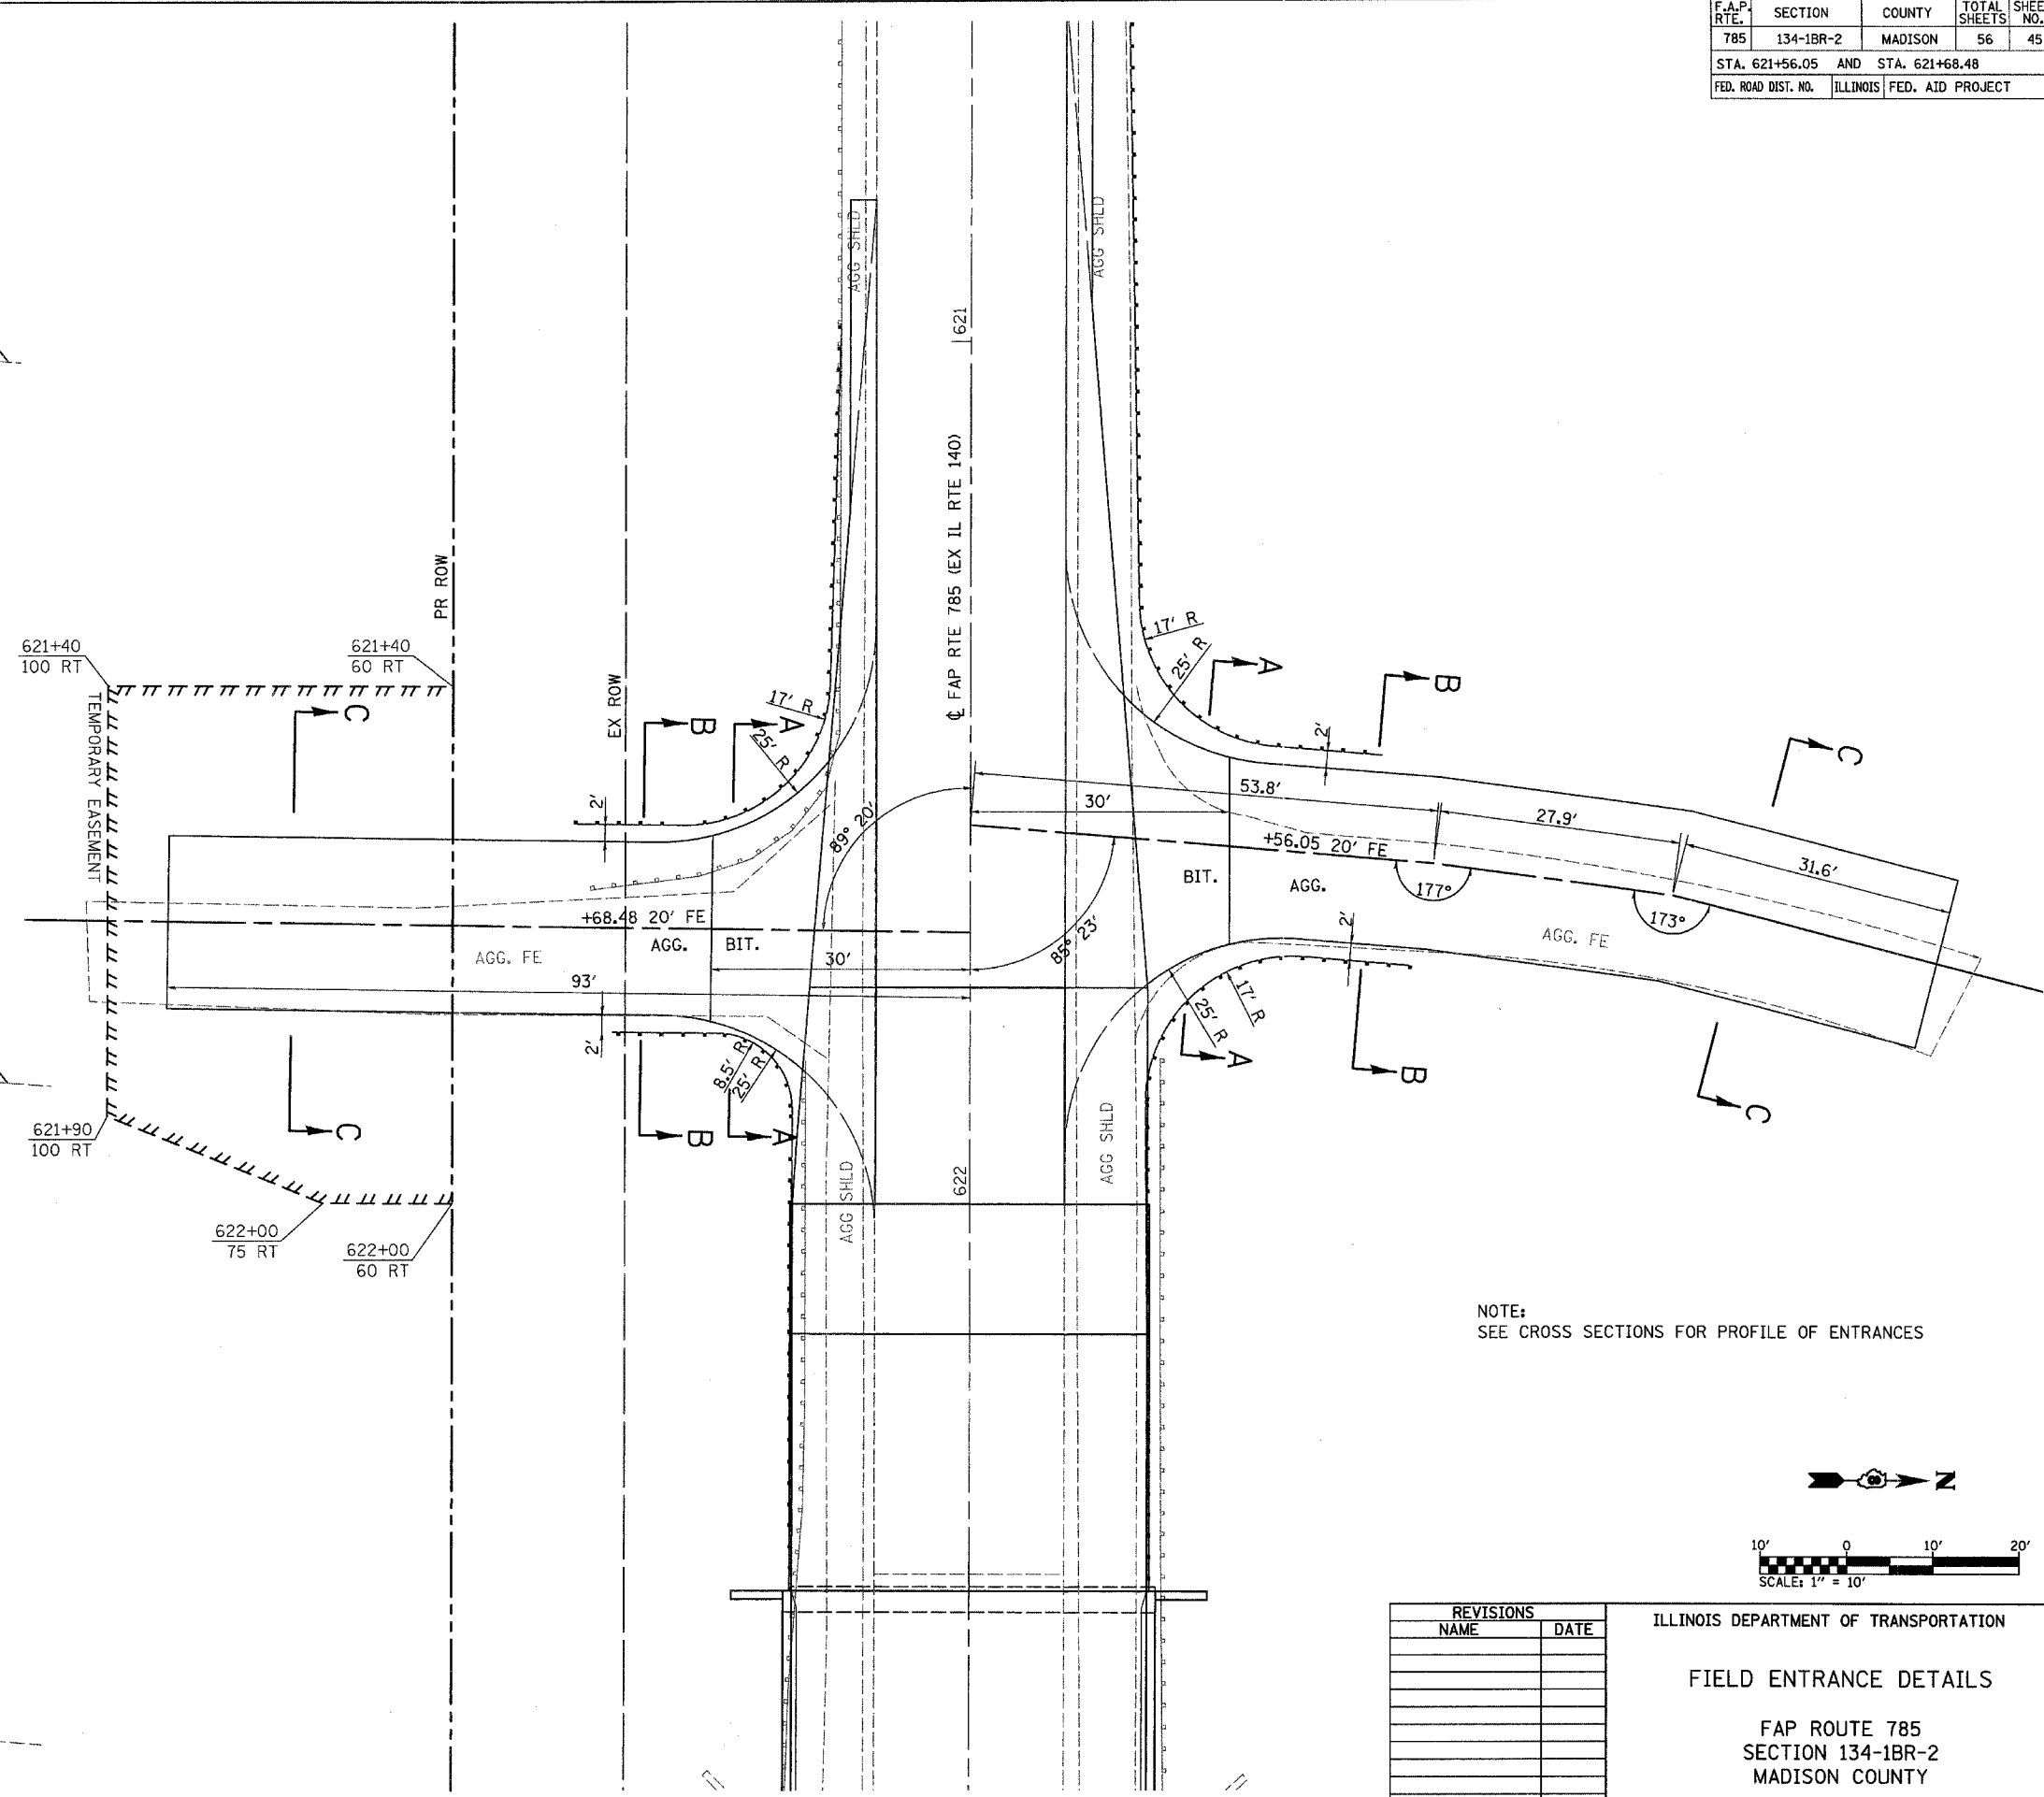 F.A.P. RTE. SECTION COUNTY TOTAL SHEETS
785 134-1BR-2 MADISON 56 45
STA. 621+56.05 AND STA. 621+68.48
FED. ROAD DIST. NO. ILLINOIS FED. AID PROJECT
AGG SHLD
AGG SHLD
621
℄ FAP RTE 785 (EX IL RTE 140)
PR ROW
EX ROW
621+40
100 RT
621+40
60 RT
TEMPORARY EASEMENT
C
B
A
17' R
25' R
2'
17' R
25' R
A
B
2'
C
53.8'
30'
27.9'
31.6'
89° 20'
+56.05 20' FE
BIT.
AGG.
177°
173°
AGG. FE
+68.48 20' FE
AGG.
BIT.
AGG. FE
30'
93'
85° 23'
2'
2'
8.5' R
25' R
25' R
17' R
A
B
C
C
B
A
621+90
100 RT
622+00
75 RT
622+00
60 RT
AGG SHLD
622
AGG SHLD
NOTE:
SEE CROSS SECTIONS FOR PROFILE OF ENTRANCES
N
10' 0 10' 20'
SCALE: 1" = 10'
REVISIONS
NAME DATE
ILLINOIS DEPARTMENT OF TRANSPORTATION
FIELD ENTRANCE DETAILS
FAP ROUTE 785
SECTION 134-1BR-2
MADISON COUNTY